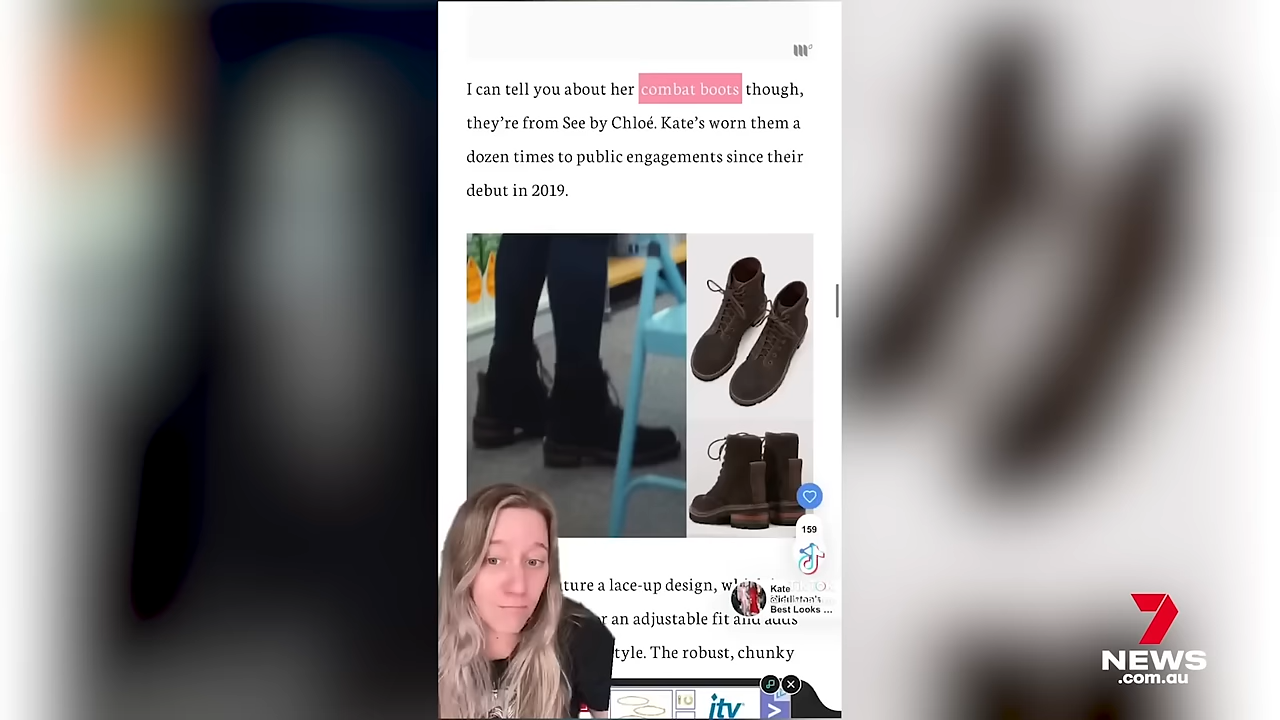 I can tell you about her combat boots though,
they're from See by Chloé. Kate's worn them a
dozen times to public engagements since their
debut in 2019.
159
ture a lace-up design,
Kate
Middleton's
Best Looks ...
r an adjustable fit and adds
tyle. The robust, chunky
itv
7
NEWS
.com.au